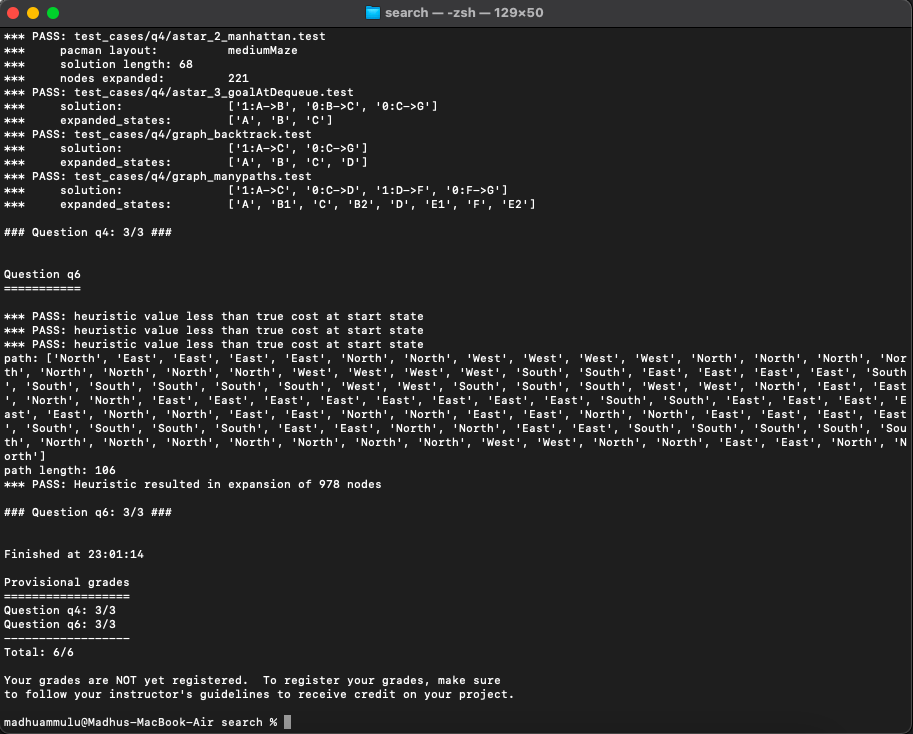 search — -zsh — 129×50
*** PASS: test_cases/q4/astar_2_manhattan.test
***     pacman layout:          mediumMaze
***     solution length: 68
***     nodes expanded:         221
*** PASS: test_cases/q4/astar_3_goalAtDequeue.test
***     solution:               ['1:A->B', '0:B->C', '0:C->G']
***     expanded_states:        ['A', 'B', 'C']
*** PASS: test_cases/q4/graph_backtrack.test
***     solution:               ['1:A->C', '0:C->G']
***     expanded_states:        ['A', 'B', 'C', 'D']
*** PASS: test_cases/q4/graph_manypaths.test
***     solution:               ['1:A->C', '0:C->D', '1:D->F', '0:F->G']
***     expanded_states:        ['A', 'B1', 'C', 'B2', 'D', 'E1', 'F', 'E2']
### Question q4: 3/3 ###
Question q6
===========
*** PASS: heuristic value less than true cost at start state
*** PASS: heuristic value less than true cost at start state
*** PASS: heuristic value less than true cost at start state
path: ['North', 'East', 'East', 'East', 'East', 'North', 'North', 'West', 'West', 'West', 'West', 'North', 'North', 'North', 'Nor
th', 'North', 'North', 'North', 'North', 'West', 'West', 'West', 'West', 'South', 'South', 'East', 'East', 'East', 'East', 'South
', 'South', 'South', 'South', 'South', 'South', 'West', 'West', 'South', 'South', 'South', 'West', 'West', 'North', 'East', 'East
', 'North', 'North', 'East', 'East', 'East', 'East', 'East', 'East', 'East', 'East', 'South', 'South', 'East', 'East', 'East', 'E
ast', 'East', 'North', 'North', 'East', 'East', 'North', 'North', 'East', 'East', 'North', 'North', 'East', 'East', 'East', 'East
', 'South', 'South', 'South', 'South', 'East', 'East', 'North', 'North', 'East', 'East', 'South', 'South', 'South', 'South', 'Sou
th', 'North', 'North', 'North', 'North', 'North', 'North', 'North', 'West', 'West', 'North', 'North', 'East', 'East', 'North', 'N
orth']
path length: 106
*** PASS: Heuristic resulted in expansion of 978 nodes
### Question q6: 3/3 ###
Finished at 23:01:14
Provisional grades
==================
Question q4: 3/3
Question q6: 3/3
------------------
Total: 6/6
Your grades are NOT yet registered.  To register your grades, make sure
to follow your instructor's guidelines to receive credit on your project.
madhuammulu@Madhus-MacBook-Air search %